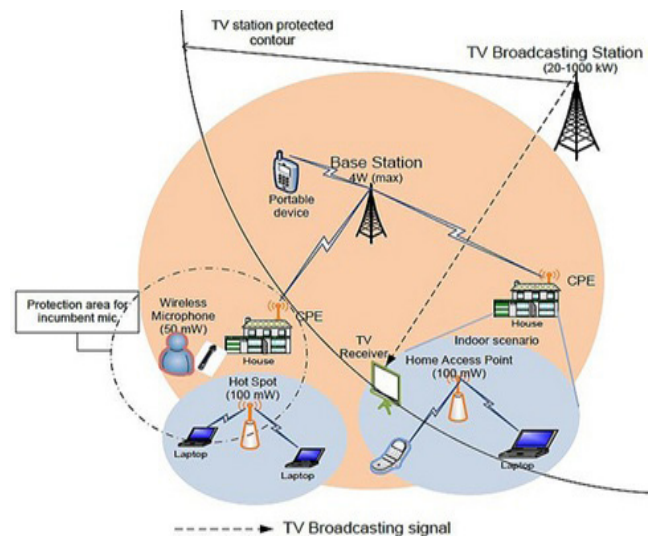 TV station protected
contour
TV Broadcasting Station
(20-1000 kW)
Base Station
4W (max)
Portable
device
CPE
CPE
Protection area for
incumbent mic
Wireless
Microphone
(50 mW)
House
House
Indoor scenario
TV
Receiver
Home Access Point
(100 mW)
Hot Spot
(100 mW)
Laptop
Laptop
Laptop
TV Broadcasting signal